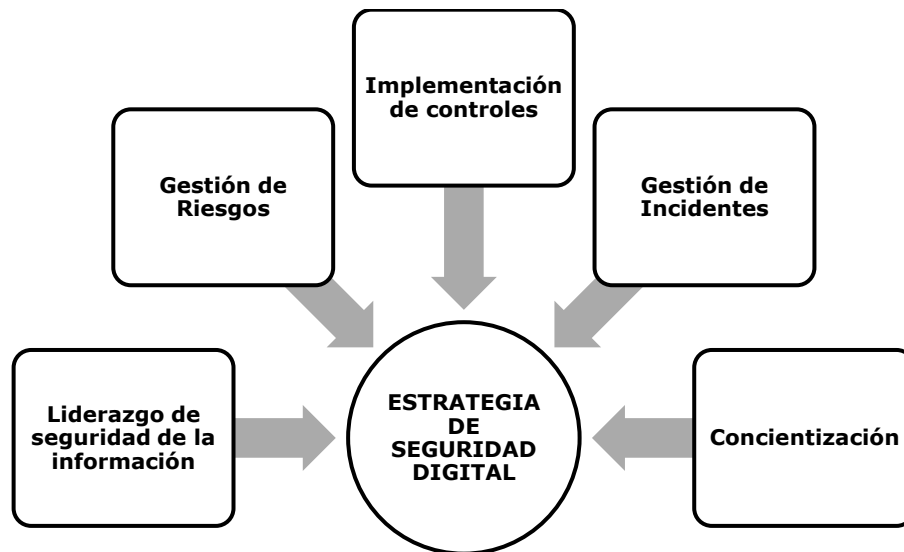 Implementación
de controles
Gestión de
Riesgos
Gestión de
Incidentes
Liderazgo de
seguridad de la
información
ESTRATEGIA
DE
SEGURIDAD
DIGITAL
Concientización